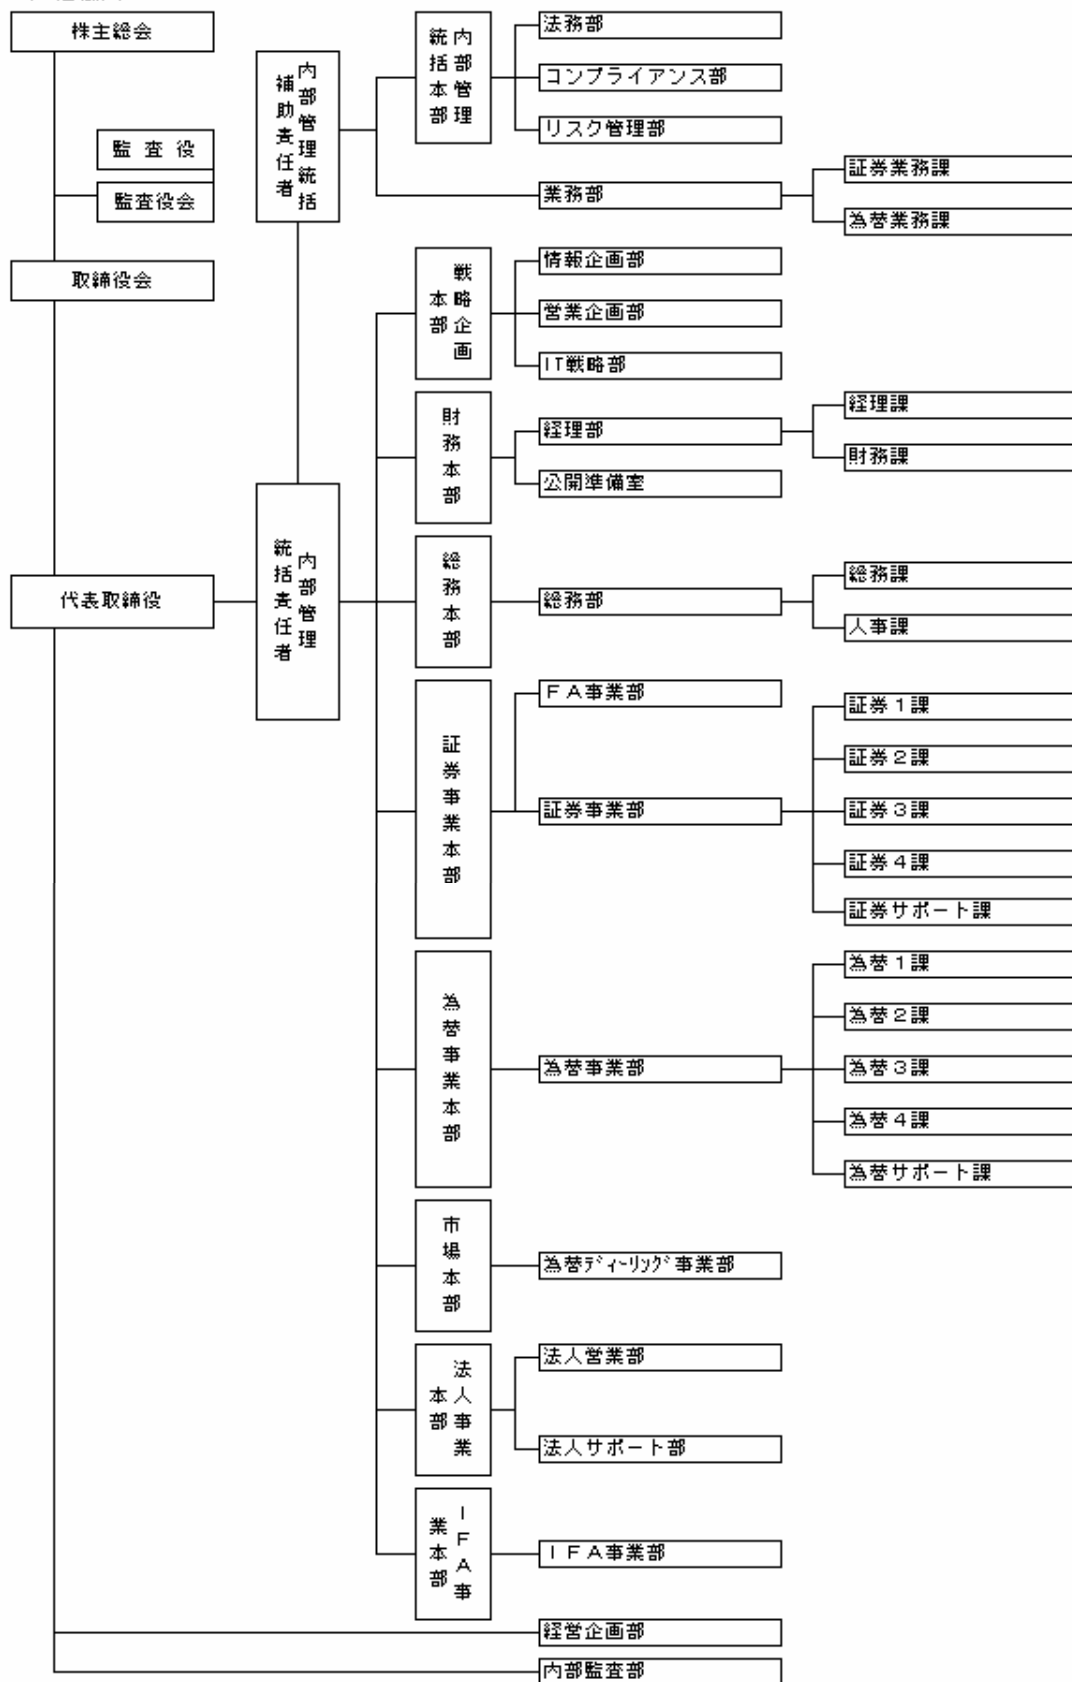 株主総会
監査役
監査役会
取締役会
代表取締役
内部管理統括
補助責任者
内部管理
統括責任者
内部管理
統括本部
法務部
コンプライアンス部
リスク管理部
業務部
証券業務課
為替業務課
戦略企画
本部
情報企画部
営業企画部
IT戦略部
財務本部
経理部
経理課
財務課
公開準備室
総務本部
総務部
総務課
人事課
証券事業本部
ＦＡ事業部
証券事業部
証券１課
証券２課
証券３課
証券４課
証券サポート課
為替事業本部
為替事業部
為替１課
為替２課
為替３課
為替４課
為替サポート課
市場本部
為替ﾃﾞｨｰﾘﾝｸﾞ事業部
法人事業
本部
法人営業部
法人サポート部
ＩＦＡ事
業本部
ＩＦＡ事業部
経営企画部
内部監査部